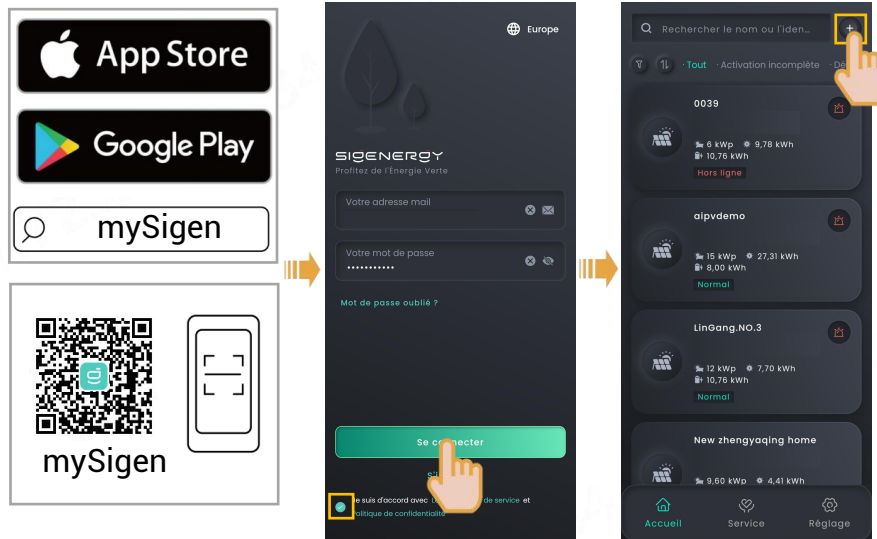 App Store
Google Play
mySigen
mySigen
Europe
SIGENERGY
Profitez de l'Énergie Verte
Votre adresse mail
Votre mot de passe
•••••••••••
Mot de passe oublié ?
Se connecter
Je suis d'accord avec de service et
Politique de confidentialité
Rechercher le nom ou l'iden...
· Tout · Activation incomplète
0039
6 kWp 9,78 kWh
10,76 kWh
Hors ligne
aipvdemo
15 kWp 27,31 kWh
8,00 kWh
Normal
LinGang.NO.3
12 kWp 7,70 kWh
10,76 kWh
Normal
New zhengyaqing home
9,60 kWp 4,41 kWh
Accueil Service Réglage